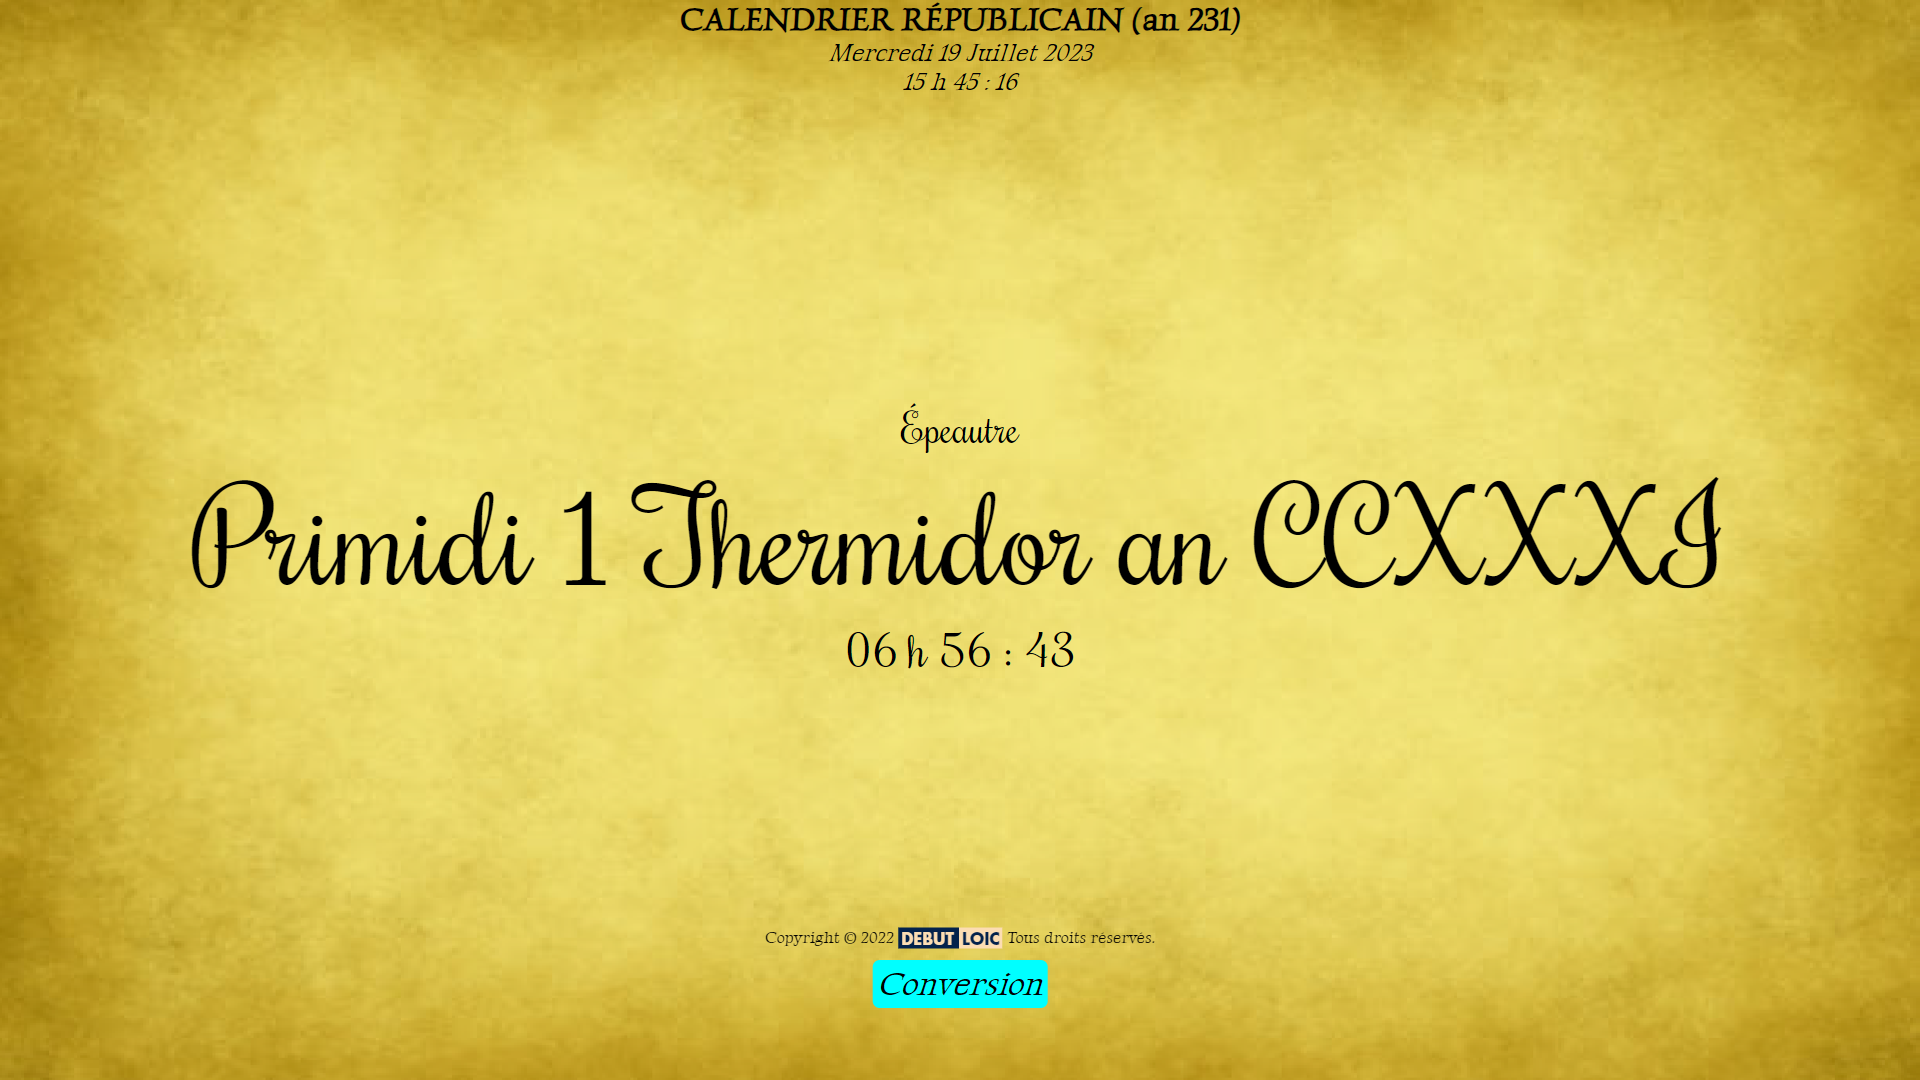 CALENDRIER RÉPUBLICAIN (an 231)
Mercredi 19 Juillet 2023
15 h 45 : 16
Épeautre
Primidi 1 Thermidor an CCXXXI
06 h 56 : 43
Copyright © 2022 DEBUT LOIC Tous droits réservés.
Conversion